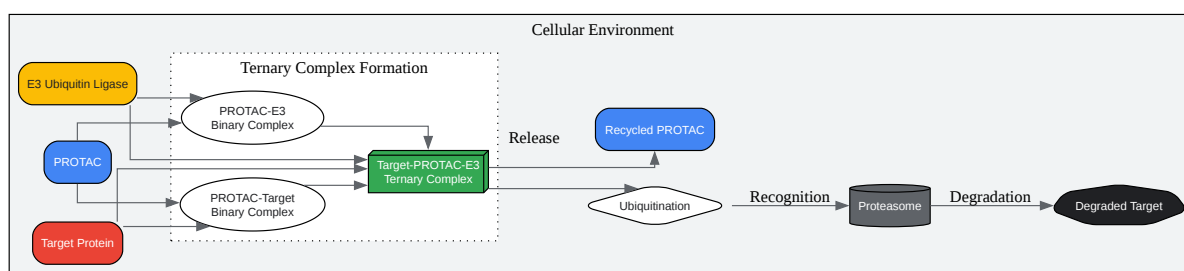 Cellular Environment
Ternary Complex Formation
E3 Ubiquitin Ligase
PROTAC-E3
Binary Complex
PROTAC
Target-PROTAC-E3
Ternary Complex
PROTAC-Target
Binary Complex
Target Protein
Release
Recycled PROTAC
Ubiquitination
Recognition
Proteasome
Degradation
Degraded Target